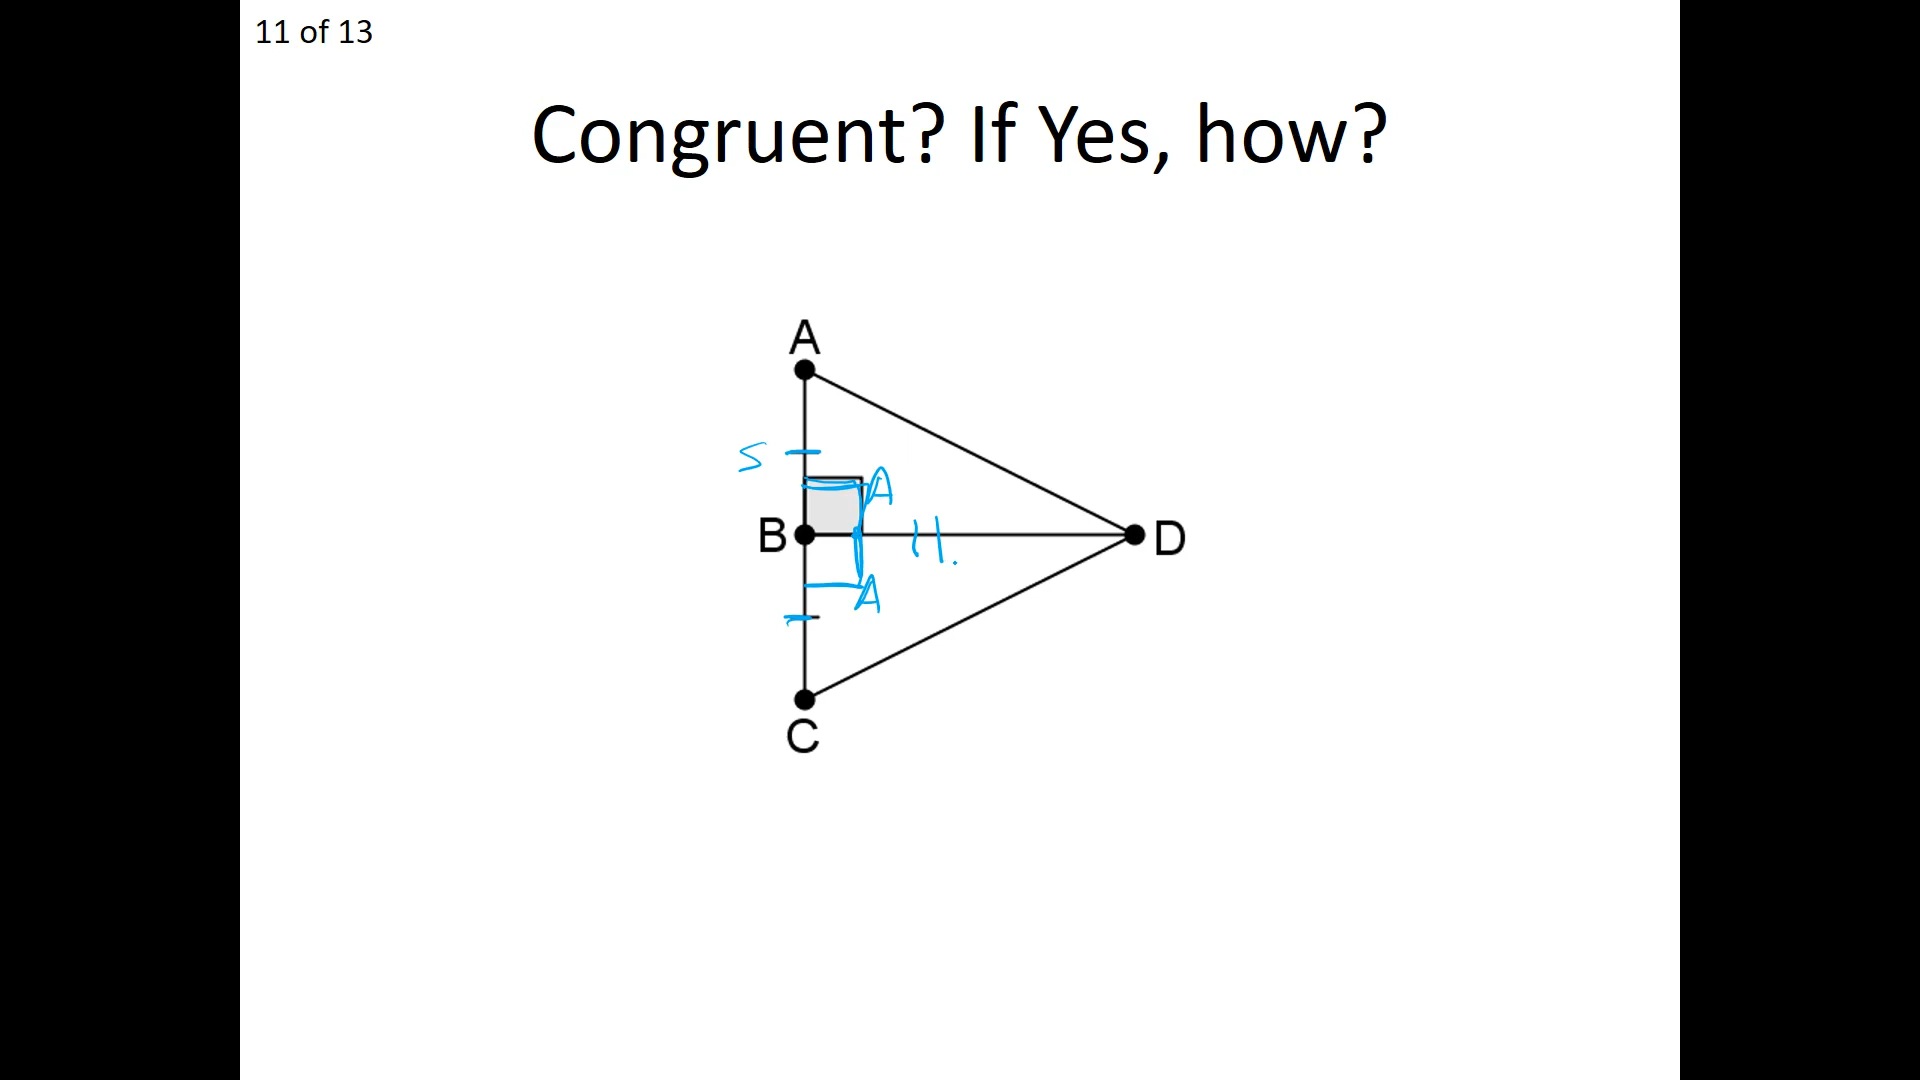 11 of 13
Congruent? If Yes, how?
A
S
A
B
D
A
C